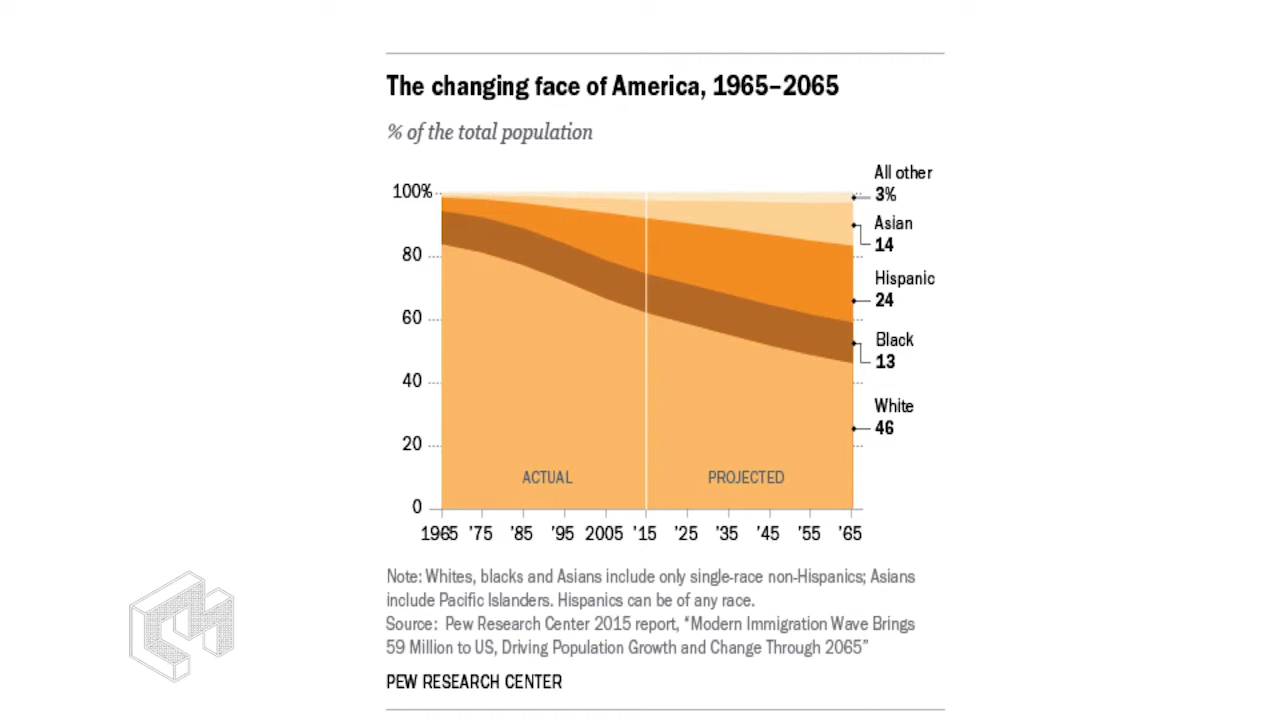 The changing face of America, 1965–2065
% of the total population
All other
3%
Asian
14
Hispanic
24
Black
13
White
46
100%
80
60
40
20
0
ACTUAL
PROJECTED
1965 ’75 ’85 ’95 2005 ’15 ’25 ’35 ’45 ’55 ’65
Note: Whites, blacks and Asians include only single-race non-Hispanics; Asians
include Pacific Islanders. Hispanics can be of any race.
Source: Pew Research Center 2015 report, “Modern Immigration Wave Brings
59 Million to US, Driving Population Growth and Change Through 2065”
PEW RESEARCH CENTER
CM